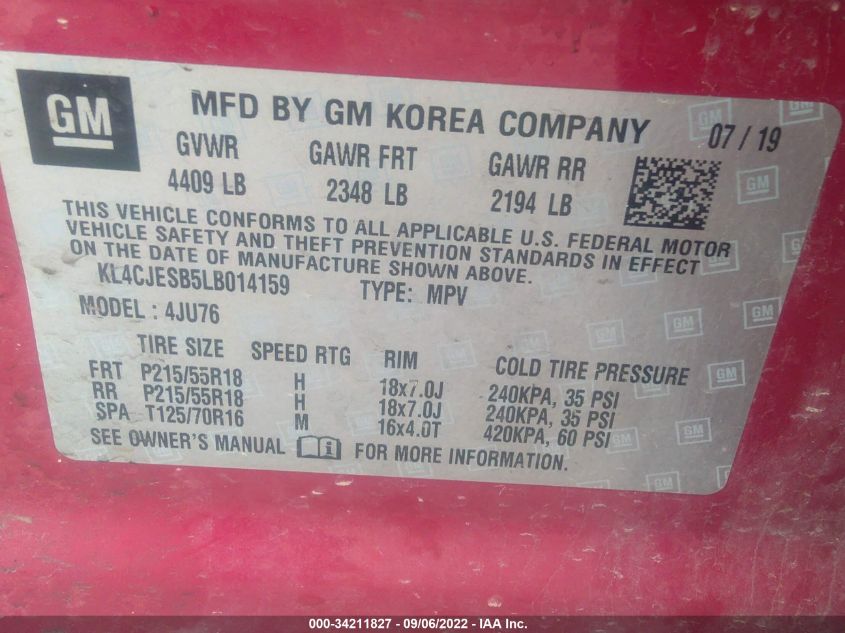 GM
MFD BY GM KOREA COMPANY 07 / 19
GVWR GAWR FRT GAWR RR
4409 LB 2348 LB 2194 LB
GM
THIS VEHICLE CONFORMS TO ALL APPLICABLE U.S. FEDERAL MOTOR
VEHICLE SAFETY AND THEFT PREVENTION STANDARDS IN EFFECT
ON THE DATE OF MANUFACTURE SHOWN ABOVE.
KL4CJESB5LB014159 TYPE: MPV
MODEL : 4JU76
TIRE SIZE SPEED RTG RIM COLD TIRE PRESSURE
FRT P215/55R18 H 18x7.0J 240KPA, 35 PSI
RR P215/55R18 H 18x7.0J 240KPA, 35 PSI
SPA T125/70R16 M 16x4.0T 420KPA, 60 PSI
SEE OWNER'S MANUAL FOR MORE INFORMATION.
000-34211827 - 09/06/2022 - IAA Inc.